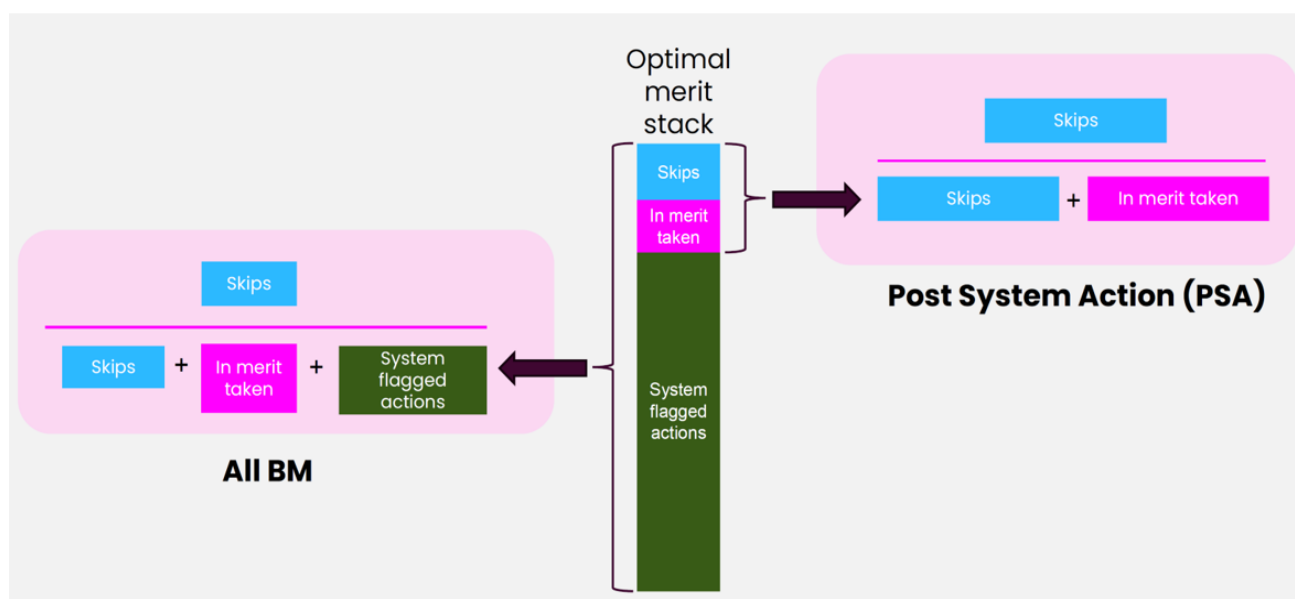 Optimal
merit
stack
Skips
In merit
taken
System
flagged
actions
Skips
Skips + In merit taken
Post System Action (PSA)
Skips
Skips + In merit
taken + System
flagged
actions
All BM